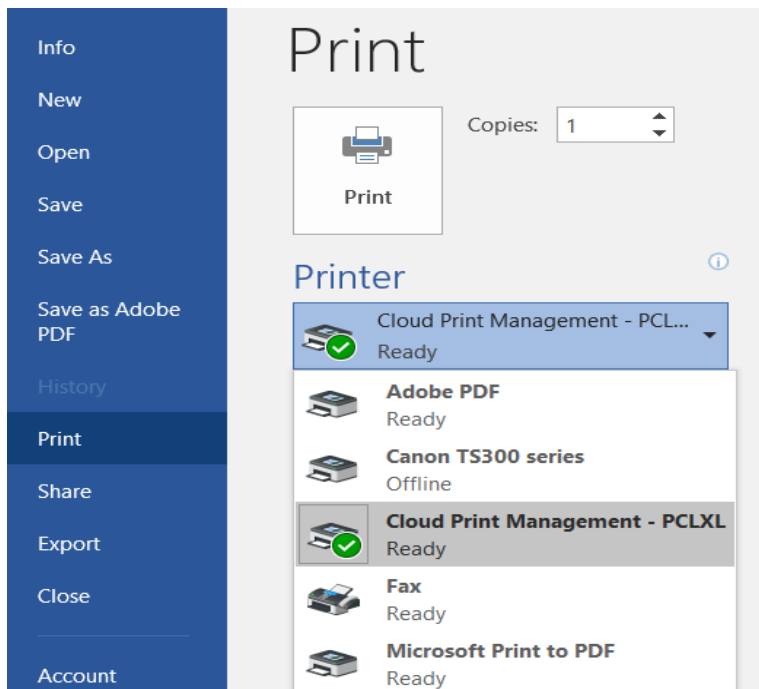 Info
New
Open
Save
Save As
Save as Adobe
PDF
History
Print
Share
Export
Close
Account
Print
Print
Copies: 1
Printer
Cloud Print Management - PCL...
Ready
Adobe PDF
Ready
Canon TS300 series
Offline
Cloud Print Management - PCLXL
Ready
Fax
Ready
Microsoft Print to PDF
Ready